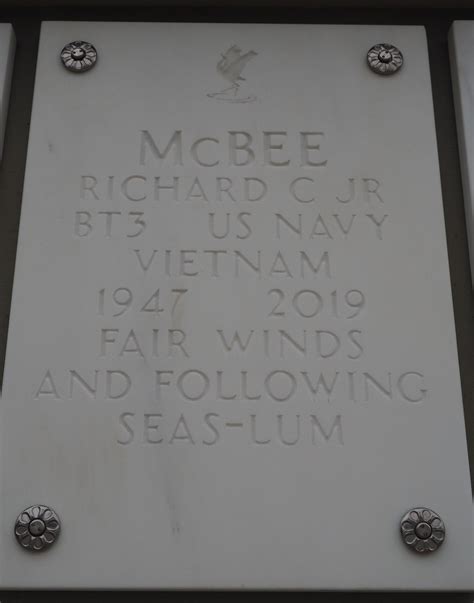 McBEE
RICHARD C JR
BT3 US NAVY
VIETNAM
1947 2019
FAIR WINDS
AND FOLLOWING
SEAS-LUM